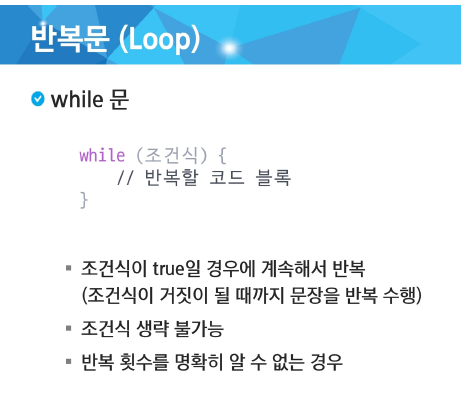 반복문 (Loop)
while 문
while (조건식) {
// 반복할 코드 블록
}
조건식이 true일 경우에 계속해서 반복
(조건식이 거짓이 될 때까지 문장을 반복 수행)
조건식 생략 불가능
반복 횟수를 명확히 알 수 없는 경우